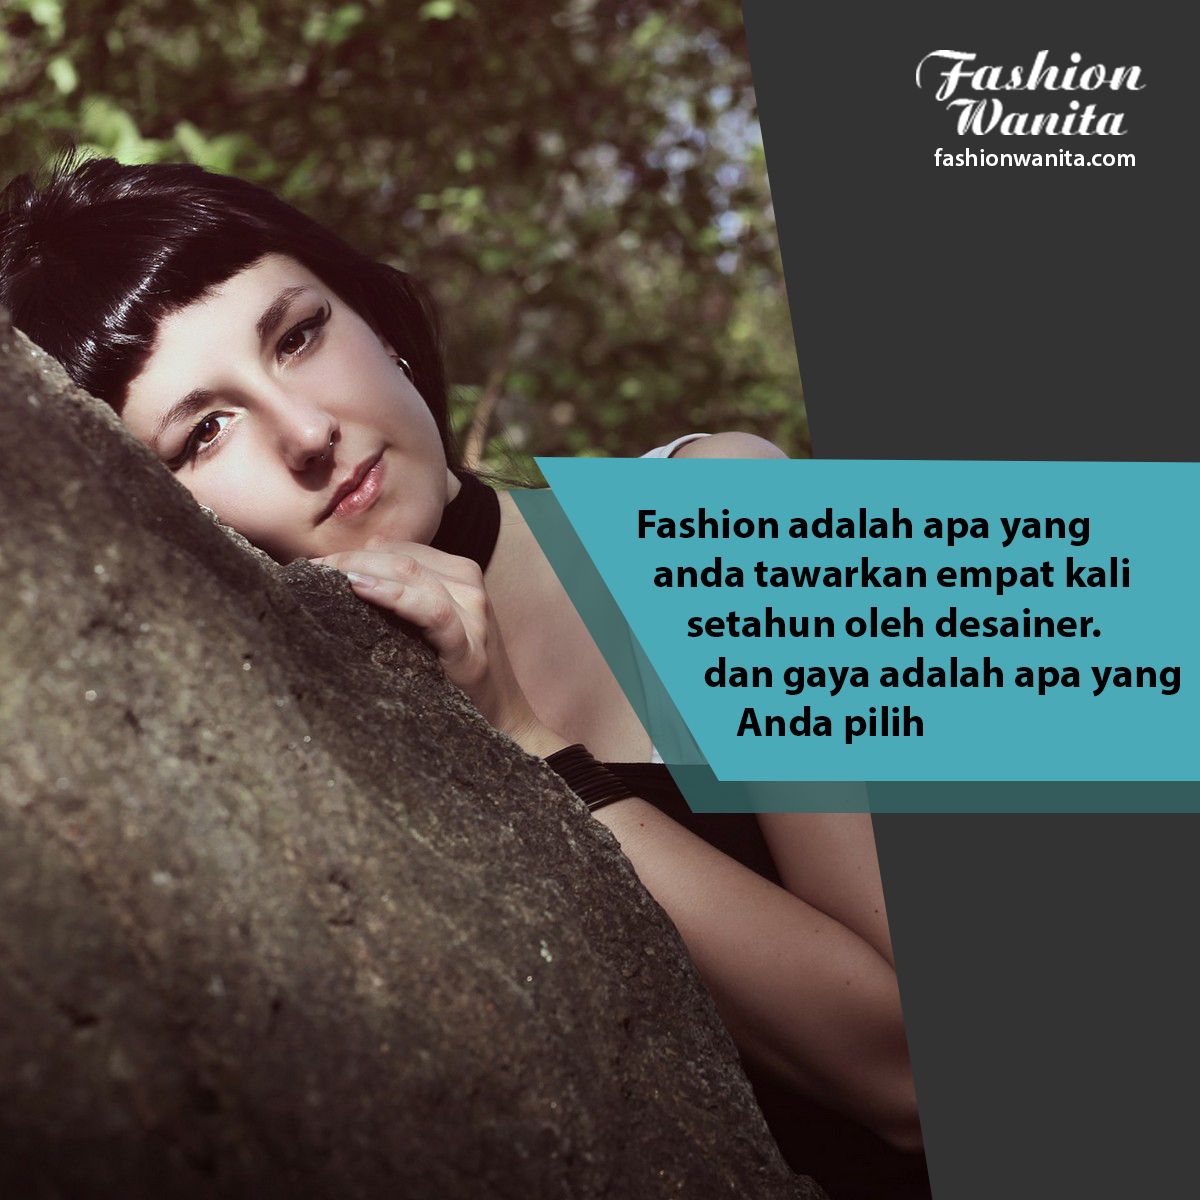 Fashion
Wanita
fashionwanita.com
Fashion adalah apa yang
anda tawarkan empat kali
setahun oleh desainer.
dan gaya adalah apa yang
Anda pilih